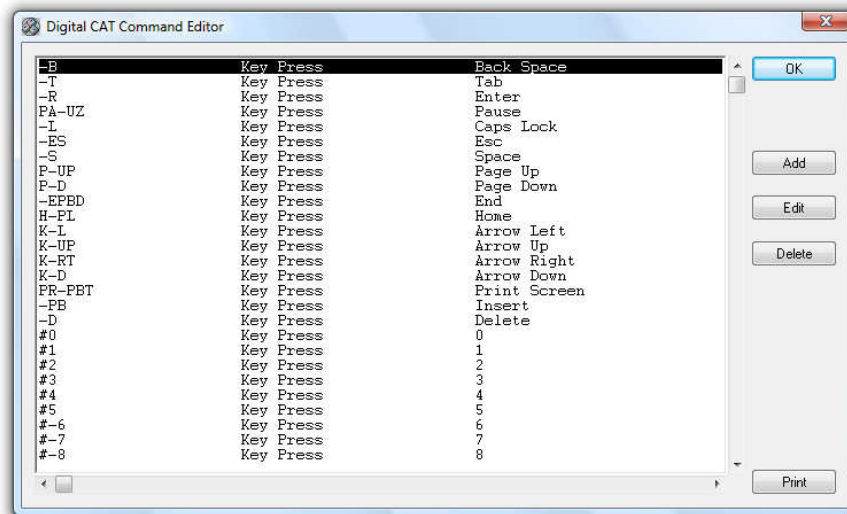 Digital CAT Command Editor
-B Key Press Back Space
-T Key Press Tab
-R Key Press Enter
PA-UZ Key Press Pause
-L Key Press Caps Lock
-ES Key Press Esc
-S Key Press Space
P-UP Key Press Page Up
P-D Key Press Page Down
-EPBD Key Press End
H-PL Key Press Home
K-L Key Press Arrow Left
K-UP Key Press Arrow Up
K-RT Key Press Arrow Right
K-D Key Press Arrow Down
PR-PBT Key Press Print Screen
-PB Key Press Insert
-D Key Press Delete
#0 Key Press 0
#1 Key Press 1
#2 Key Press 2
#3 Key Press 3
#4 Key Press 4
#5 Key Press 5
#-6 Key Press 6
#-7 Key Press 7
#-8 Key Press 8
OK
Add
Edit
Delete
Print